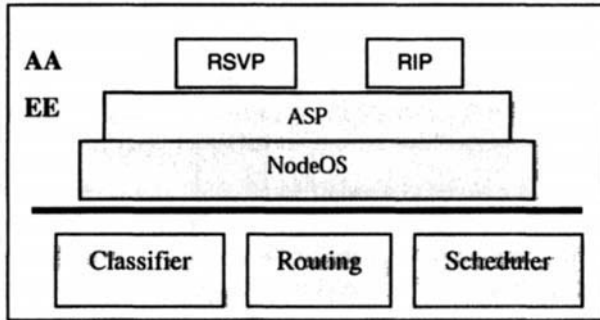 AA RSVP RIP
EE ASP
NodeOS
Classifier Routing Scheduler